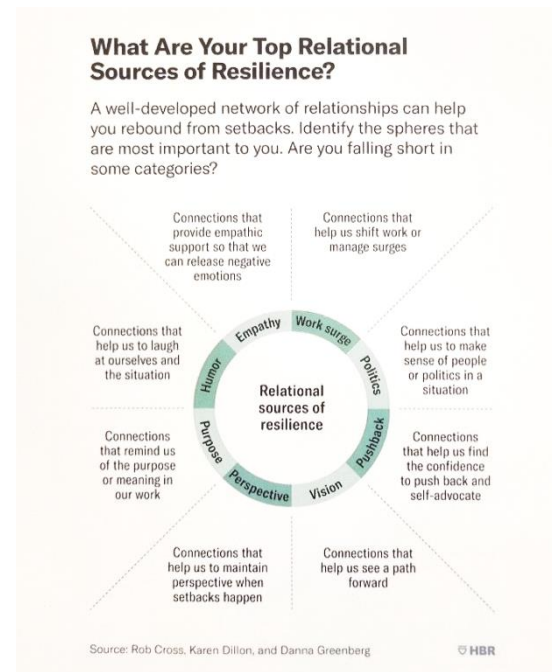 What Are Your Top Relational
Sources of Resilience?
A well-developed network of relationships can help
you rebound from setbacks. Identify the spheres that
are most important to you. Are you falling short in
some categories?
Connections that
provide empathic
support so that we
can release negative
emotions
Connections that
help us shift work or
manage surges
Connections that
help us to laugh
at ourselves and
the situation
Connections that
help us to make
sense of people
or politics in a
situation
Empathy
Work surge
Humor
Politics
Relational
sources of
resilience
Purpose
Pushback
Perspective
Vision
Connections
that remind us
of the purpose
or meaning in
our work
Connections
that help us find
the confidence
to push back and
self-advocate
Connections that
help us to maintain
perspective when
setbacks happen
Connections that
help us see a path
forward
Source: Rob Cross, Karen Dillon, and Danna Greenberg
HBR